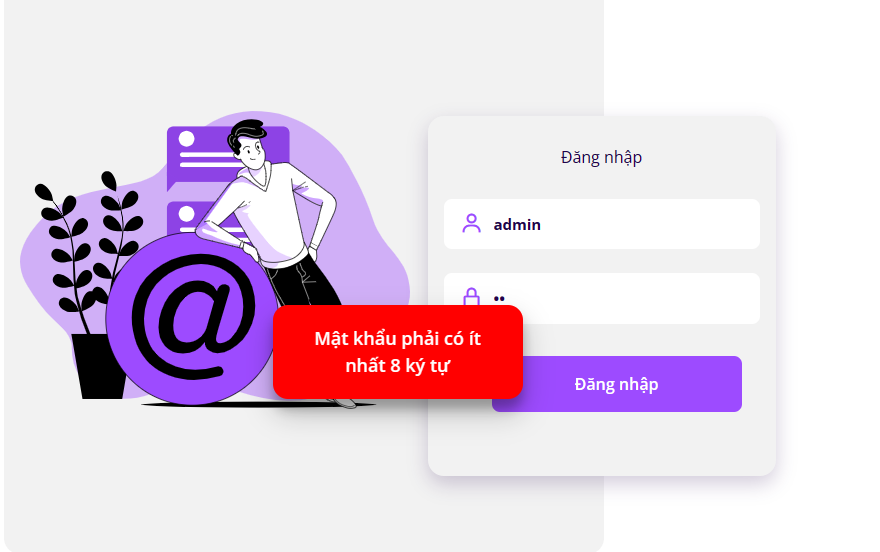 Đăng nhập
admin
••
@
Mật khẩu phải có ít
nhất 8 ký tự
Đăng nhập